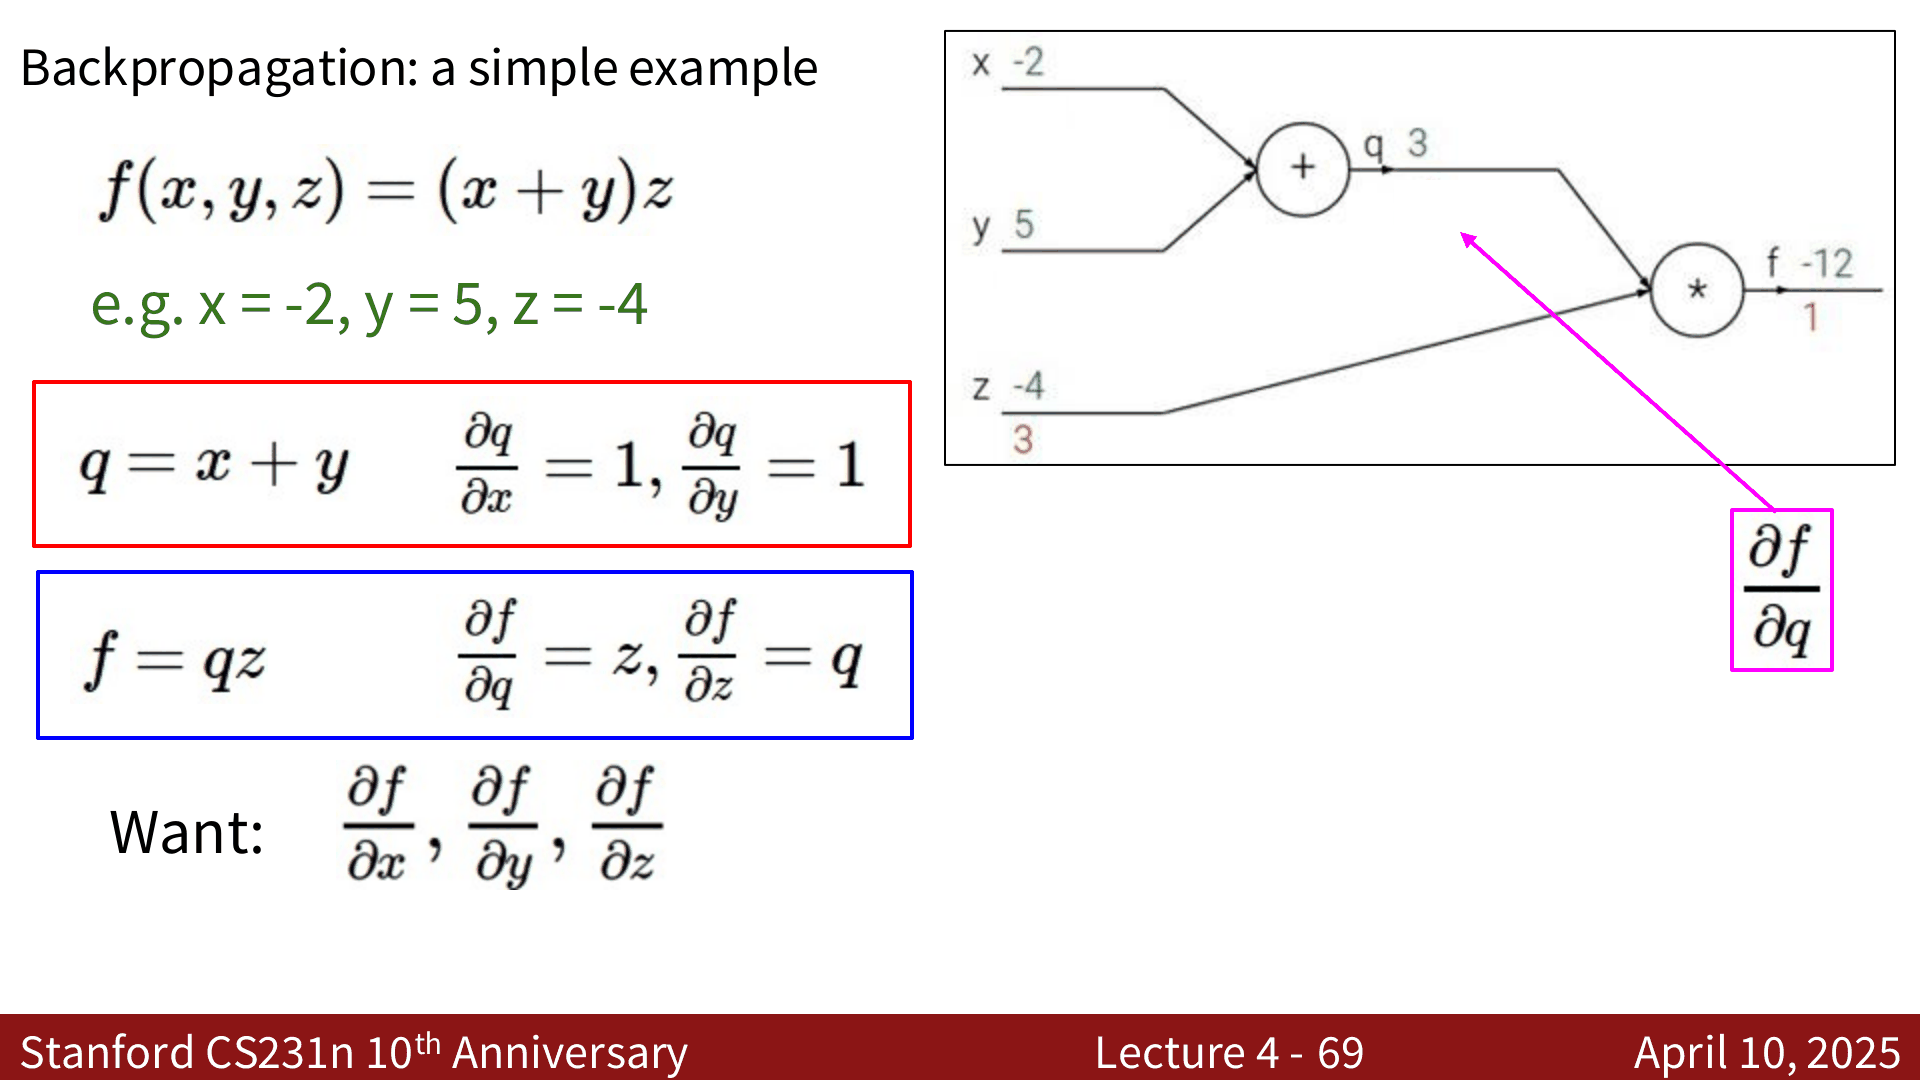 Backpropagation: a simple example
f(x, y, z) = (x + y)z
e.g. x = -2, y = 5, z = -4
q = x + y   ∂q/∂x = 1, ∂q/∂y = 1
f = qz   ∂f/∂q = z, ∂f/∂z = q
Want: ∂f/∂x, ∂f/∂y, ∂f/∂z
x -2
+
q 3
y 5
*
f -12
1
z -4
3
∂f/∂q
Stanford CS231n 10th Anniversary
Lecture 4 - 69
April 10, 2025